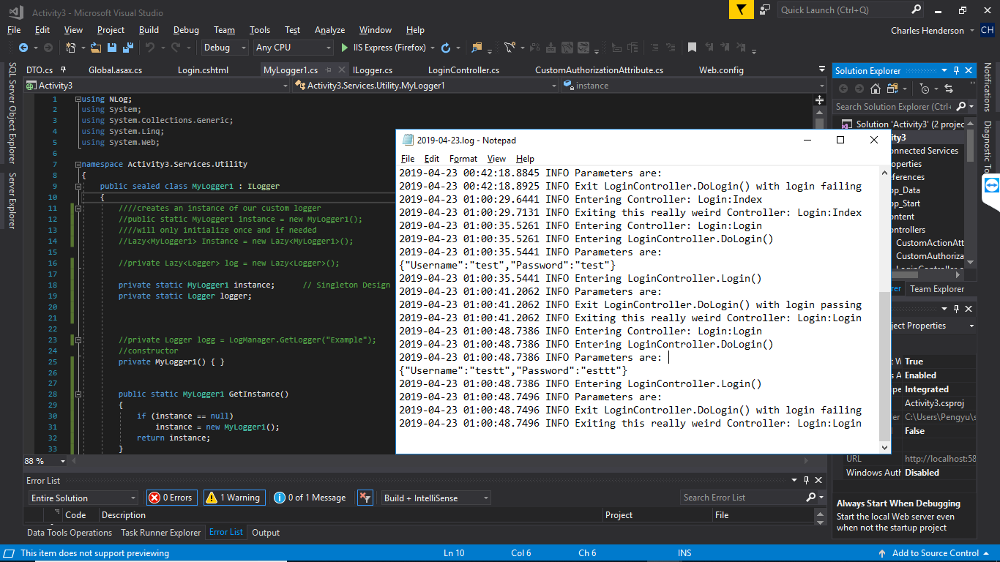 Activity3 - Microsoft Visual Studio
Quick Launch (Ctrl+Q)
File Edit View Project Build Debug Team Tools Test Analyze Window Help
Charles Henderson CH
Debug Any CPU IIS Express (Firefox)
DTO.cs Global.asax.cs Login.cshtml MyLogger1.cs ILogger.cs LoginController.cs CustomAuthorizationAttribute.cs Web.config
Activity3 Activity3.Services.Utility.MyLogger1 instance
SQL Server Object Explorer
Server Explorer
1 using NLog;
2 using System;
3 using System.Collections.Generic;
4 using System.Linq;
5 using System.Web;
6
7 namespace Activity3.Services.Utility
8 {
9 public sealed class MyLogger1 : ILogger
10 {
11 ////creates an instance of our custom logger
12 //public static MyLogger1 instance = new MyLogger1();
13 ////will only initialize once and if needed
14 //Lazy<MyLogger1> Instance = new Lazy<MyLogger1>();
15
16 //private Lazy<Logger> log = new Lazy<Logger>();
17
18 private static MyLogger1 instance; // Singleton Design
19 private static Logger logger;
20
21
22
23 //private Logger logg = LogManager.GetLogger("Example");
24 //constructor
25 private MyLogger1() { }
26
27
28 public static MyLogger1 GetInstance()
29 {
30 if (instance == null)
31 instance = new MyLogger1();
32 return instance;
33 }
88 %
2019-04-23.log - Notepad
File Edit Format View Help
2019-04-23 00:42:18.8845 INFO Parameters are:
2019-04-23 00:42:18.8925 INFO Exit LoginController.DoLogin() with login failing
2019-04-23 01:00:29.6441 INFO Entering Controller: Login:Index
2019-04-23 01:00:29.7131 INFO Exiting this really weird Controller: Login:Index
2019-04-23 01:00:35.5261 INFO Entering Controller: Login:Login
2019-04-23 01:00:35.5261 INFO Entering LoginController.DoLogin()
2019-04-23 01:00:35.5441 INFO Parameters are:
{"Username":"test","Password":"test"}
2019-04-23 01:00:35.5441 INFO Entering LoginController.Login()
2019-04-23 01:00:41.2062 INFO Parameters are:
2019-04-23 01:00:41.2062 INFO Exit LoginController.DoLogin() with login passing
2019-04-23 01:00:41.2062 INFO Exiting this really weird Controller: Login:Login
2019-04-23 01:00:48.7386 INFO Entering Controller: Login:Login
2019-04-23 01:00:48.7386 INFO Entering LoginController.DoLogin()
2019-04-23 01:00:48.7386 INFO Parameters are:
{"Username":"testt","Password":"esttt"}
2019-04-23 01:00:48.7386 INFO Entering LoginController.Login()
2019-04-23 01:00:48.7496 INFO Parameters are:
2019-04-23 01:00:48.7496 INFO Exit LoginController.DoLogin() with login failing
2019-04-23 01:00:48.7496 INFO Exiting this really weird Controller: Login:Login
Solution Explorer
Search Solution Explorer (Ctrl+
Solution 'Activity3' (2 projec
ity3
onnected Services
operties
eferences
pp_Data
pp_Start
ontent
ontrollers
CustomActionAtt
CustomAuthoriza
rer Team Explorer
ject Properties
t W True
s A Enabled
ipe Integrated
Activity3.csproj
der C:\Users\Pengyu\s
False
URL http://localhost:58
Windows Auth Disabled
Always Start When Debugging
Start the local Web server even
when not the startup project
Notifications
Diagnostic To
Error List
Entire Solution 0 Errors 1 Warning 0 of 1 Message Build + IntelliSense Search Error List
Code Description Project File
Data Tools Operations Task Runner Explorer Error List Output
This item does not support previewing Ln 10 Col 6 Ch 6 INS Add to Source Control